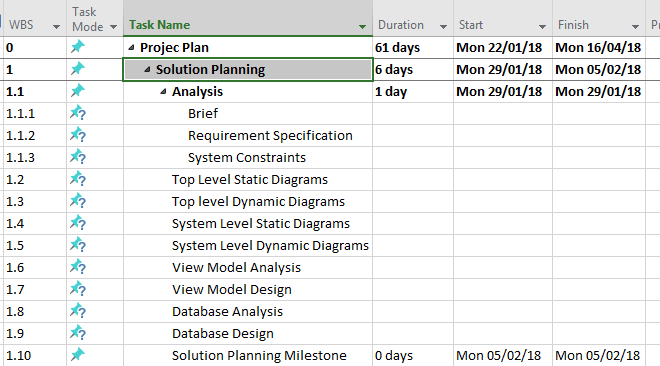 WBS Task Mode Task Name Duration Start Finish
0 Projec Plan 61 days Mon 22/01/18 Mon 16/04/18
1 Solution Planning 6 days Mon 29/01/18 Mon 05/02/18
1.1 Analysis 1 day Mon 29/01/18 Mon 29/01/18
1.1.1 Brief
1.1.2 Requirement Specification
1.1.3 System Constraints
1.2 Top Level Static Diagrams
1.3 Top level Dynamic Diagrams
1.4 System Level Static Diagrams
1.5 System Level Dynamic Diagrams
1.6 View Model Analysis
1.7 View Model Design
1.8 Database Analysis
1.9 Database Design
1.10 Solution Planning Milestone 0 days Mon 05/02/18 Mon 05/02/18